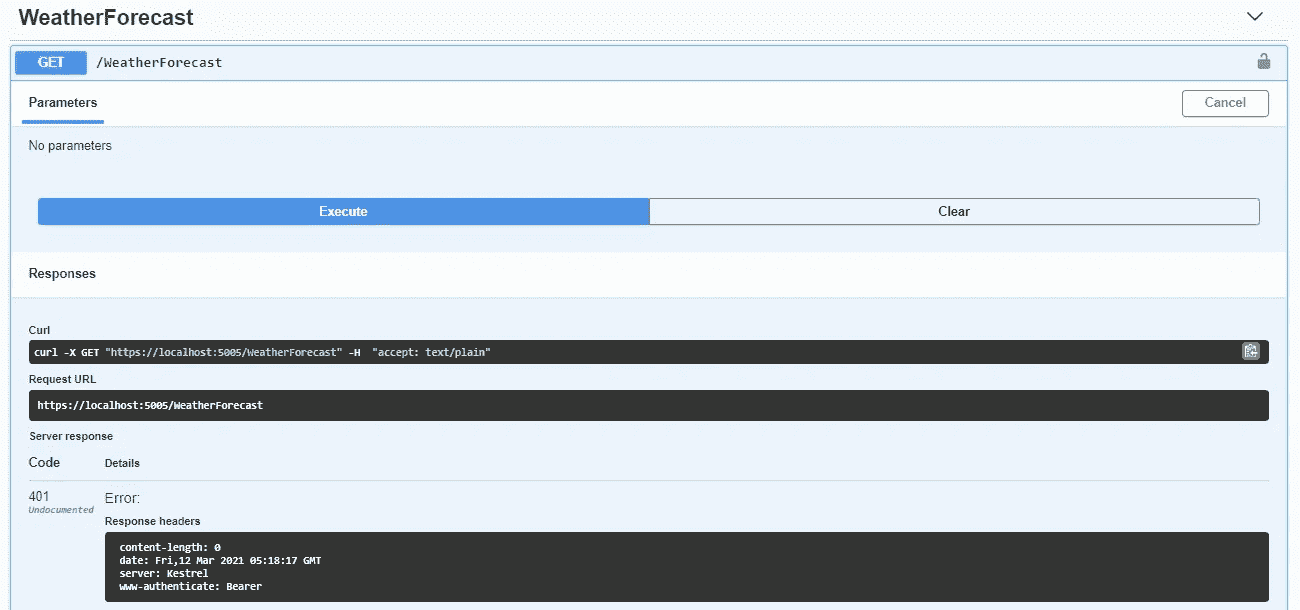 WeatherForecast
GET /WeatherForecast
Parameters
Cancel
No parameters
Execute
Clear
Responses
Curl
curl -X GET "https://localhost:5005/WeatherForecast" -H  "accept: text/plain"
Request URL
https://localhost:5005/WeatherForecast
Server response
Code Details
401 Error:
Undocumented
Response headers
content-length: 0
date: Fri,12 Mar 2021 05:18:17 GMT
server: Kestrel
www-authenticate: Bearer